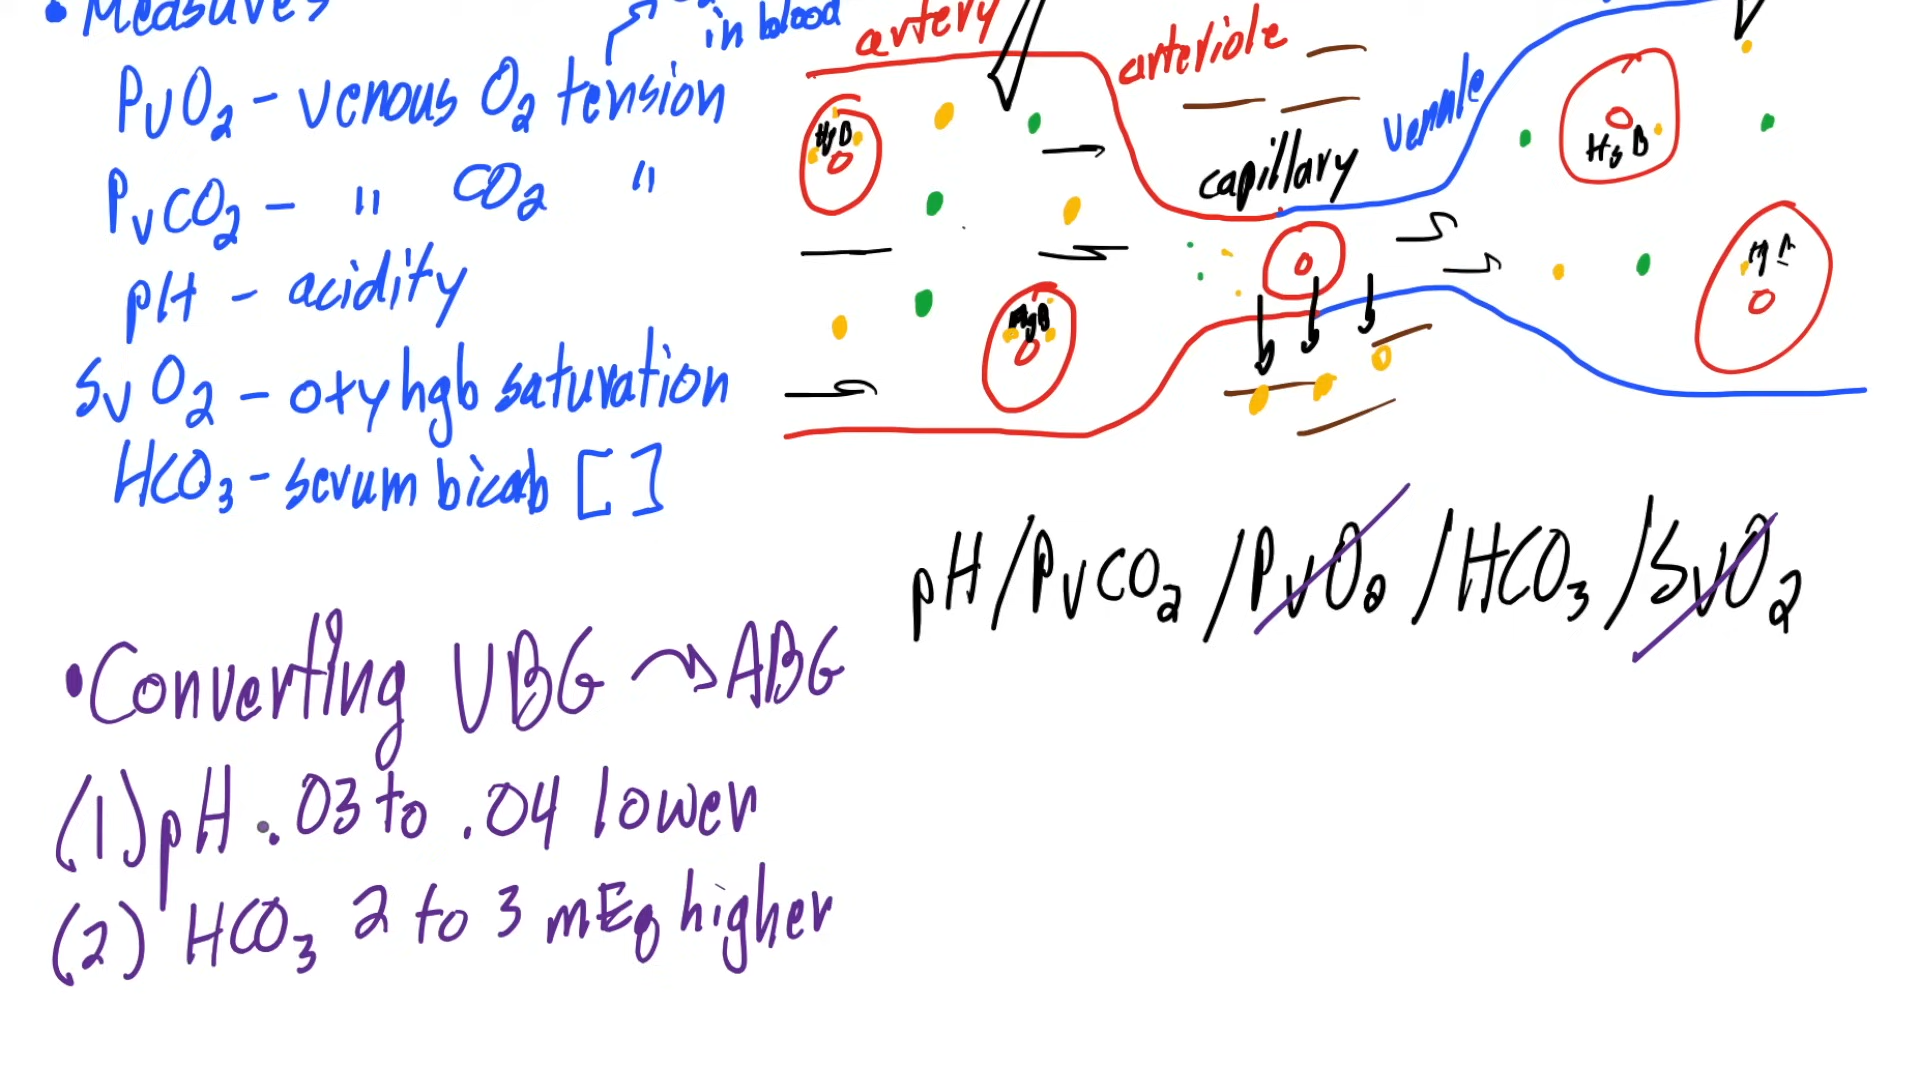 • Measures
in blood
PvO2 - venous O2 tension
PvCO2 - " CO2 "
pH - acidity
SvO2 - oxyhgb saturation
HCO3 - serum bicarb [ ]
artery
arteriole
capillary
venule
HgB
HgB
HgB
pH/PvCO2/PvO2/HCO3/SvO2
• Converting VBG → ABG
(1) pH .03 to .04 lower
(2) HCO3 2 to 3 mEq higher